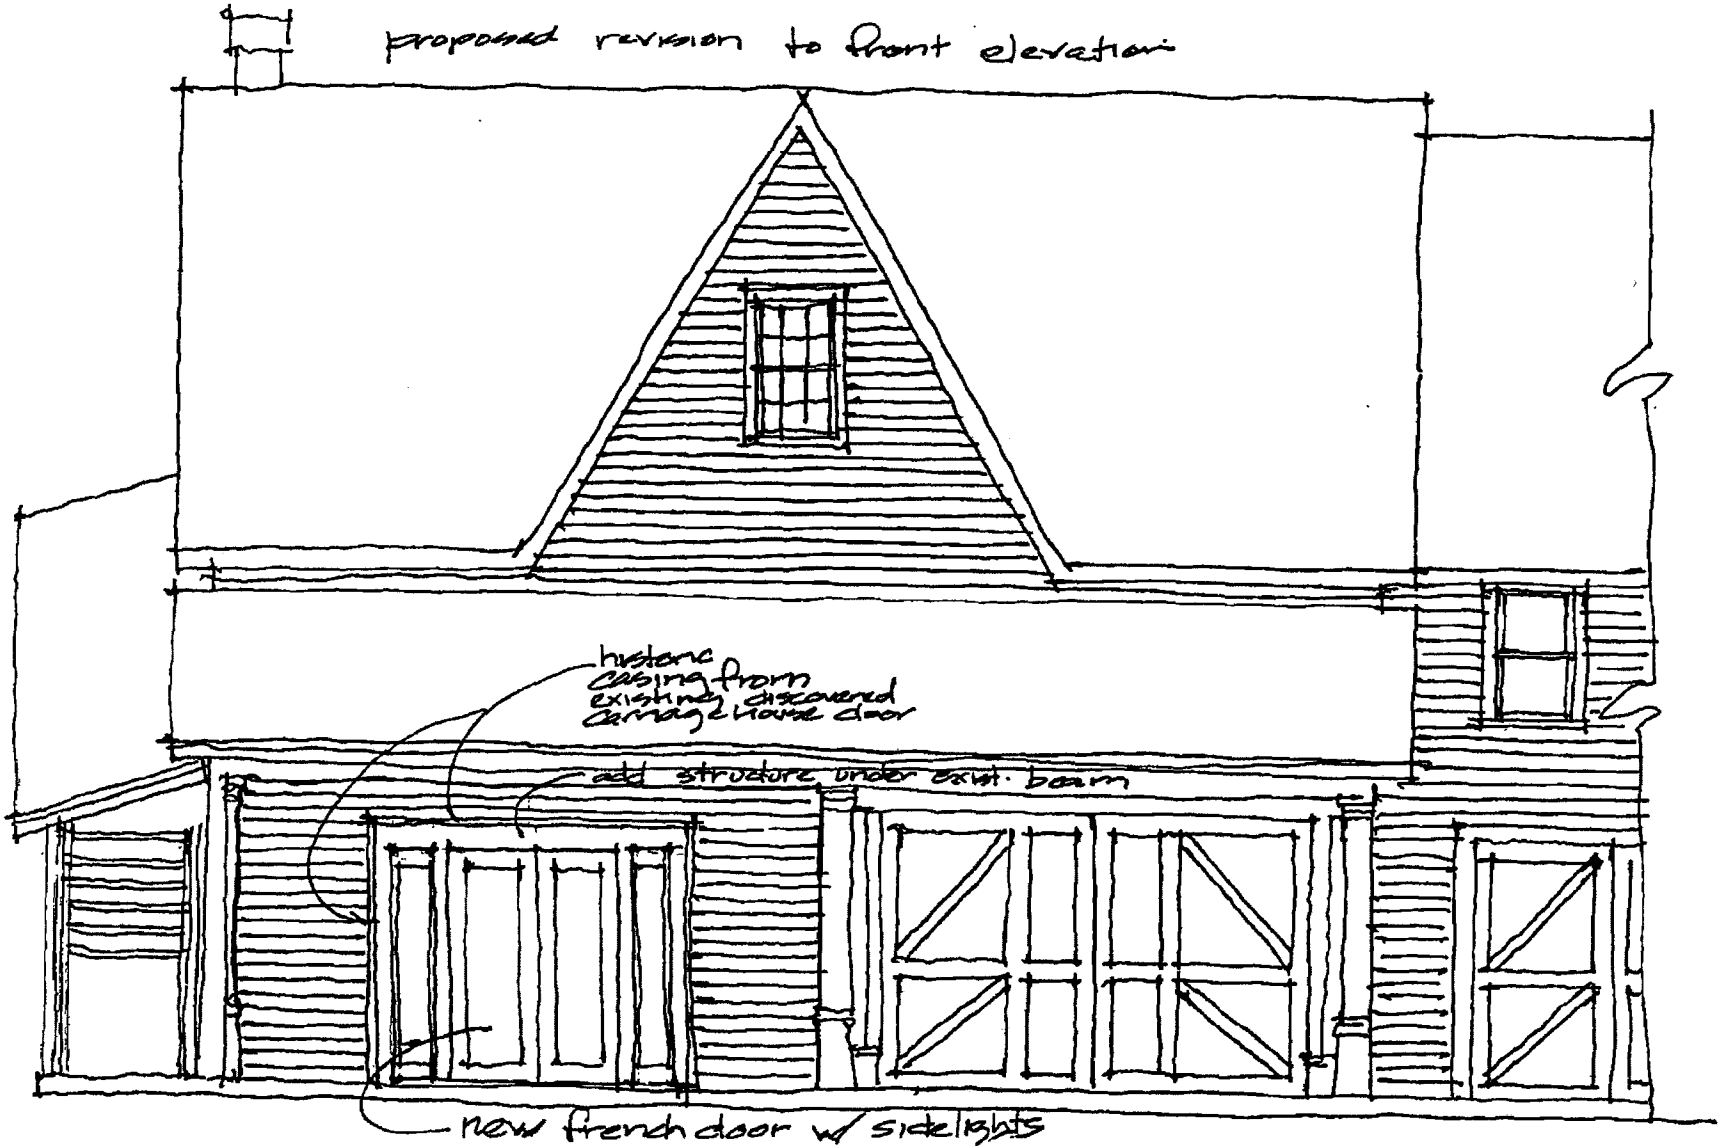 proposed revision to front elevation
historic
casing from
existing discovered
carriage house door
add structure under exist. beam
new french door w/ sidelights